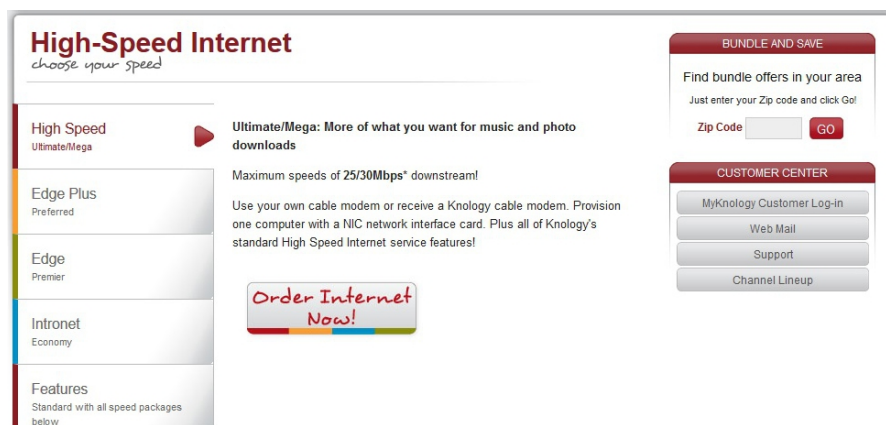 High-Speed Internet
choose your speed
High Speed
Ultimate/Mega
Edge Plus
Preferred
Edge
Premier
Intronet
Economy
Features
Standard with all speed packages
below
Ultimate/Mega: More of what you want for music and photo
downloads
Maximum speeds of 25/30Mbps* downstream!
Use your own cable modem or receive a Knology cable modem. Provision
one computer with a NIC network interface card. Plus all of Knology's
standard High Speed Internet service features!
Order Internet
Now!
BUNDLE AND SAVE
Find bundle offers in your area
Just enter your Zip code and click Go!
Zip Code GO
CUSTOMER CENTER
MyKnology Customer Log-in
Web Mail
Support
Channel Lineup